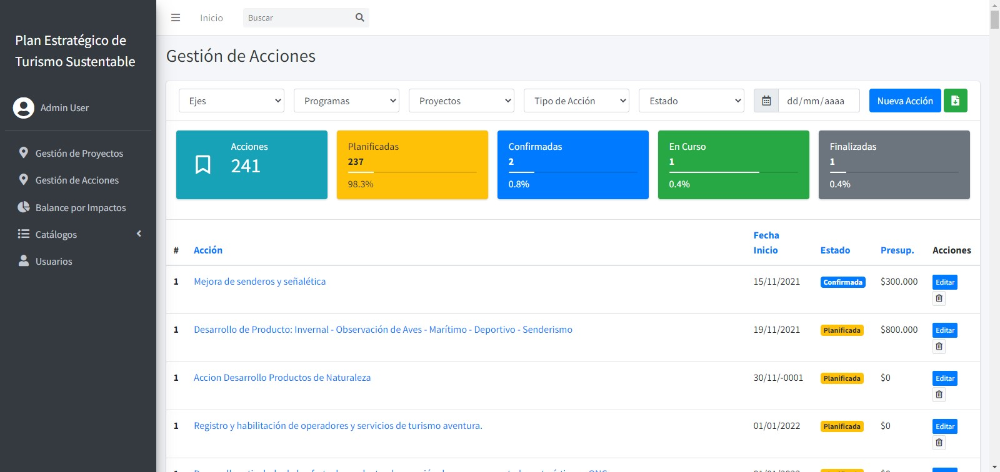 Plan Estratégico de
Turismo Sustentable
Admin User
Gestión de Proyectos
Gestión de Acciones
Balance por Impactos
Catálogos
Usuarios
Inicio
Buscar
Gestión de Acciones
Ejes
Programas
Proyectos
Tipo de Acción
Estado
dd/mm/aaaa
Nueva Acción
Acciones
241
Planificadas
237
98.3%
Confirmadas
2
0.8%
En Curso
1
0.4%
Finalizadas
1
0.4%
# Acción Fecha Inicio Estado Presup. Acciones
1 Mejora de senderos y señalética 15/11/2021 Confirmada $300.000 Editar
1 Desarrollo de Producto: Invernal - Observación de Aves - Marítimo - Deportivo - Senderismo 19/11/2021 Planificada $800.000 Editar
1 Accion Desarrollo Productos de Naturaleza 30/11/-0001 Planificada $0 Editar
1 Registro y habilitación de operadores y servicios de turismo aventura. 01/01/2022 Planificada $0 Editar